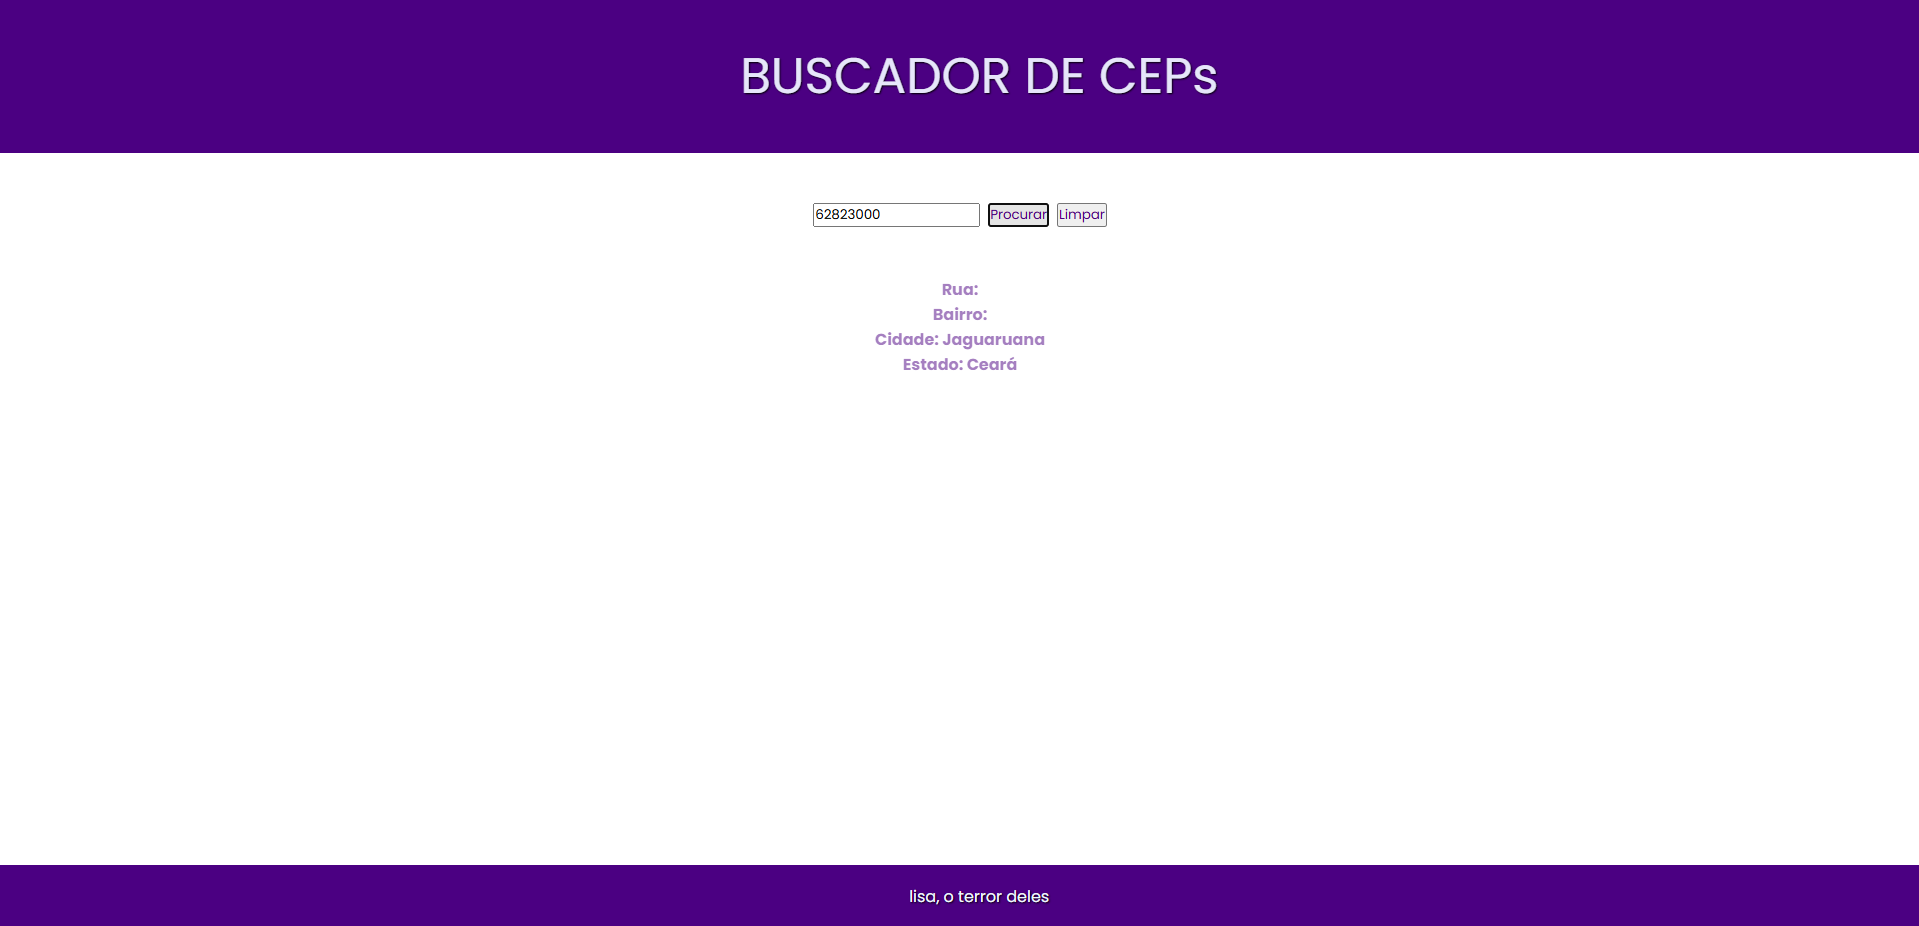 BUSCADOR DE CEPs
62823000 Procurar Limpar
Rua:
Bairro:
Cidade: Jaguaruana
Estado: Ceará
lisa, o terror deles